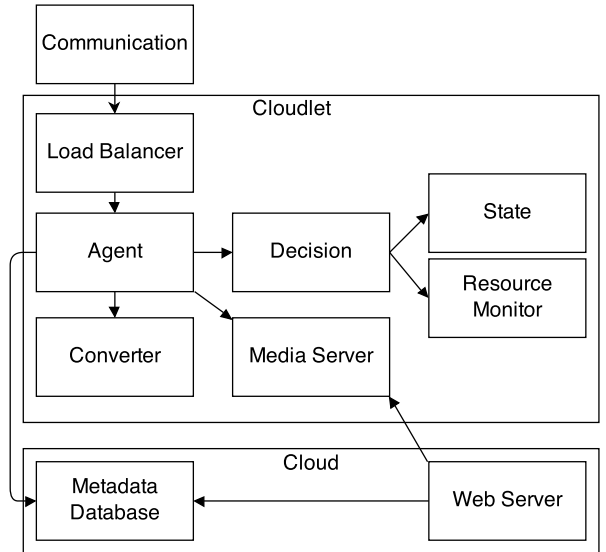 Communication
Cloudlet
Load Balancer
Agent
Decision
State
Resource
Monitor
Converter
Media Server
Cloud
Metadata
Database
Web Server